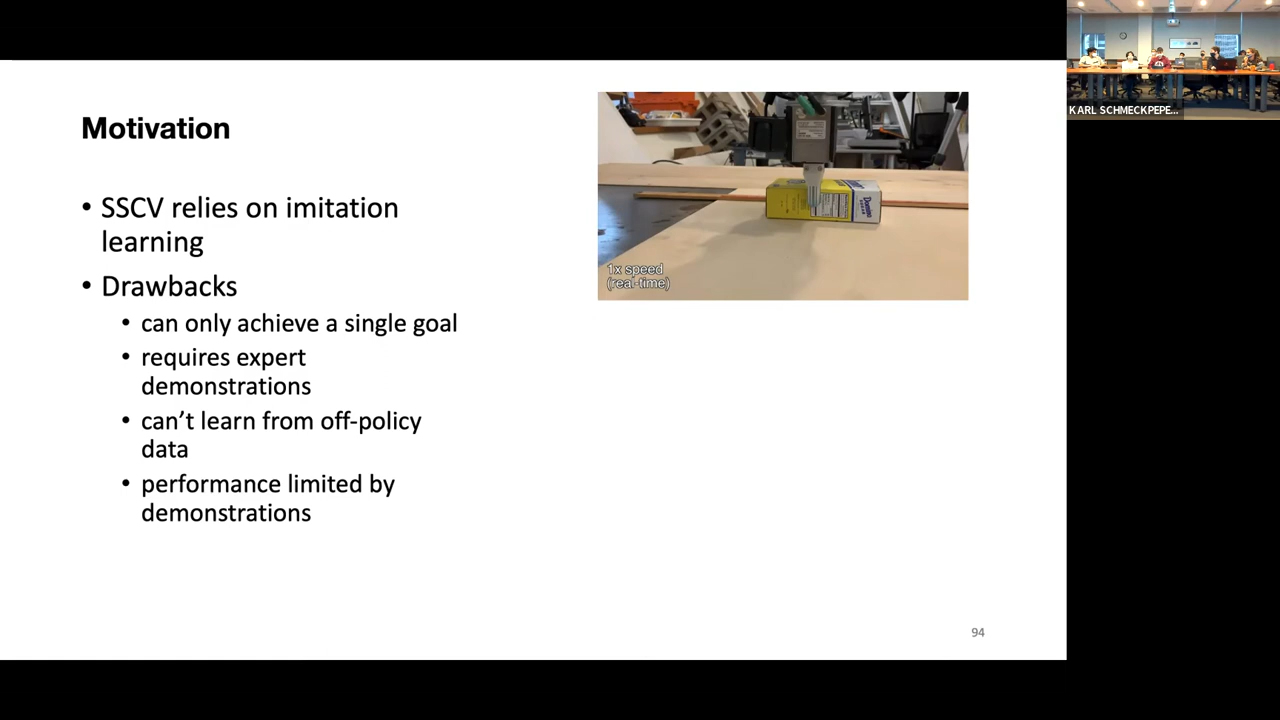 Motivation
• SSCV relies on imitation
learning
• Drawbacks
• can only achieve a single goal
• requires expert
demonstrations
• can’t learn from off-policy
data
• performance limited by
demonstrations
Domino
1x speed
(real-time)
94
KARL SCHMECKPEPE...